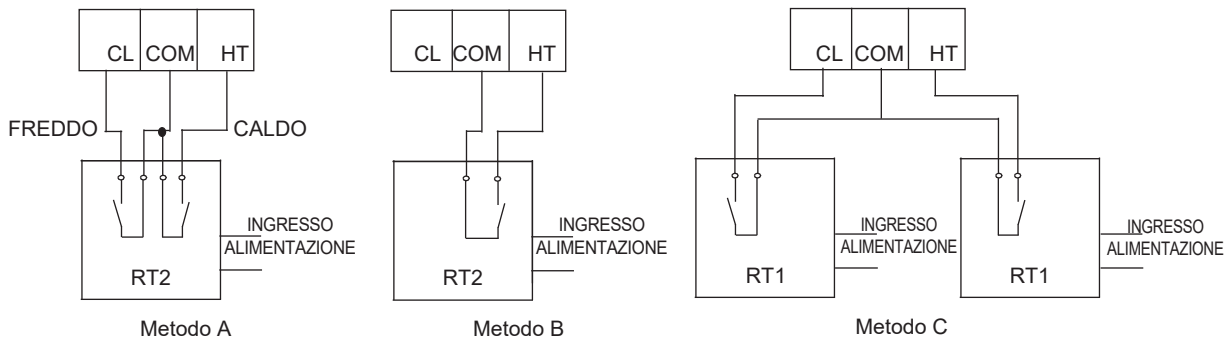 CL COM HT
FREDDO CALDO
INGRESSO
ALIMENTAZIONE
RT2
Metodo A
CL COM HT
INGRESSO
ALIMENTAZIONE
RT2
Metodo B
CL COM HT
INGRESSO
ALIMENTAZIONE
RT1
INGRESSO
ALIMENTAZIONE
RT1
Metodo C